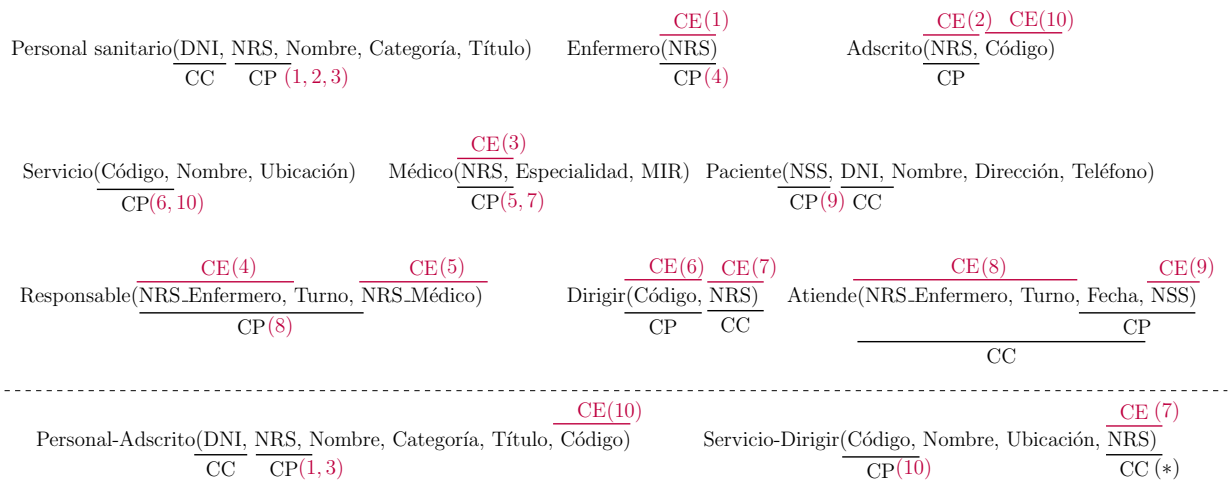 CE(1) CE(2) CE(10)
Personal sanitario(DNI, NRS, Nombre, Categoría, Título) Enfermero(NRS) Adscrito(NRS, Código)
CC CP (1, 2, 3) CP(4) CP
CE(3)
Servicio(Código, Nombre, Ubicación) Médico(NRS, Especialidad, MIR) Paciente(NSS, DNI, Nombre, Dirección, Teléfono)
CP(6, 10) CP(5, 7) CP(9) CC
CE(4) CE(5) CE(6) CE(7) CE(8) CE(9)
Responsable(NRS_Enfermero, Turno, NRS_Médico) Dirigir(Código, NRS) Atiende(NRS_Enfermero, Turno, Fecha, NSS)
CP(8) CP CC CP
CC
CE(10) CE (7)
Personal-Adscrito(DNI, NRS, Nombre, Categoría, Título, Código) Servicio-Dirigir(Código, Nombre, Ubicación, NRS)
CC CP(1, 3) CP(10) CC (*)